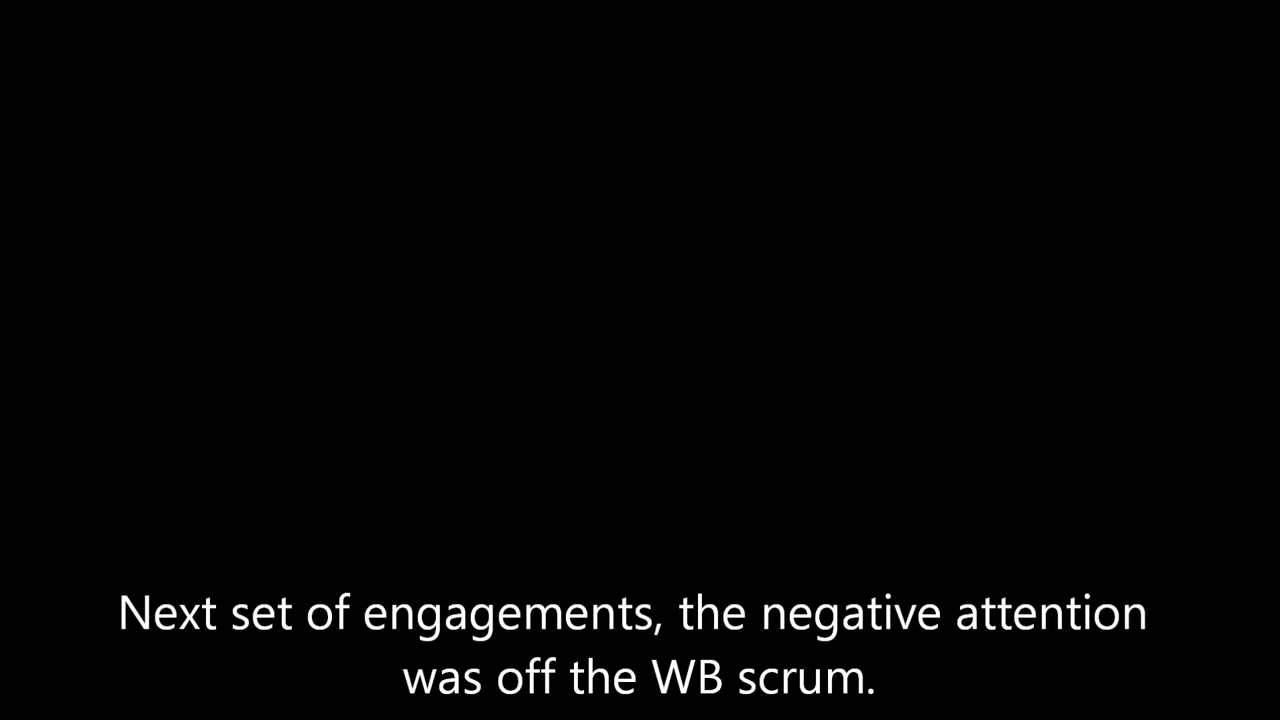 Next set of engagements, the negative attention
was off the WB scrum.